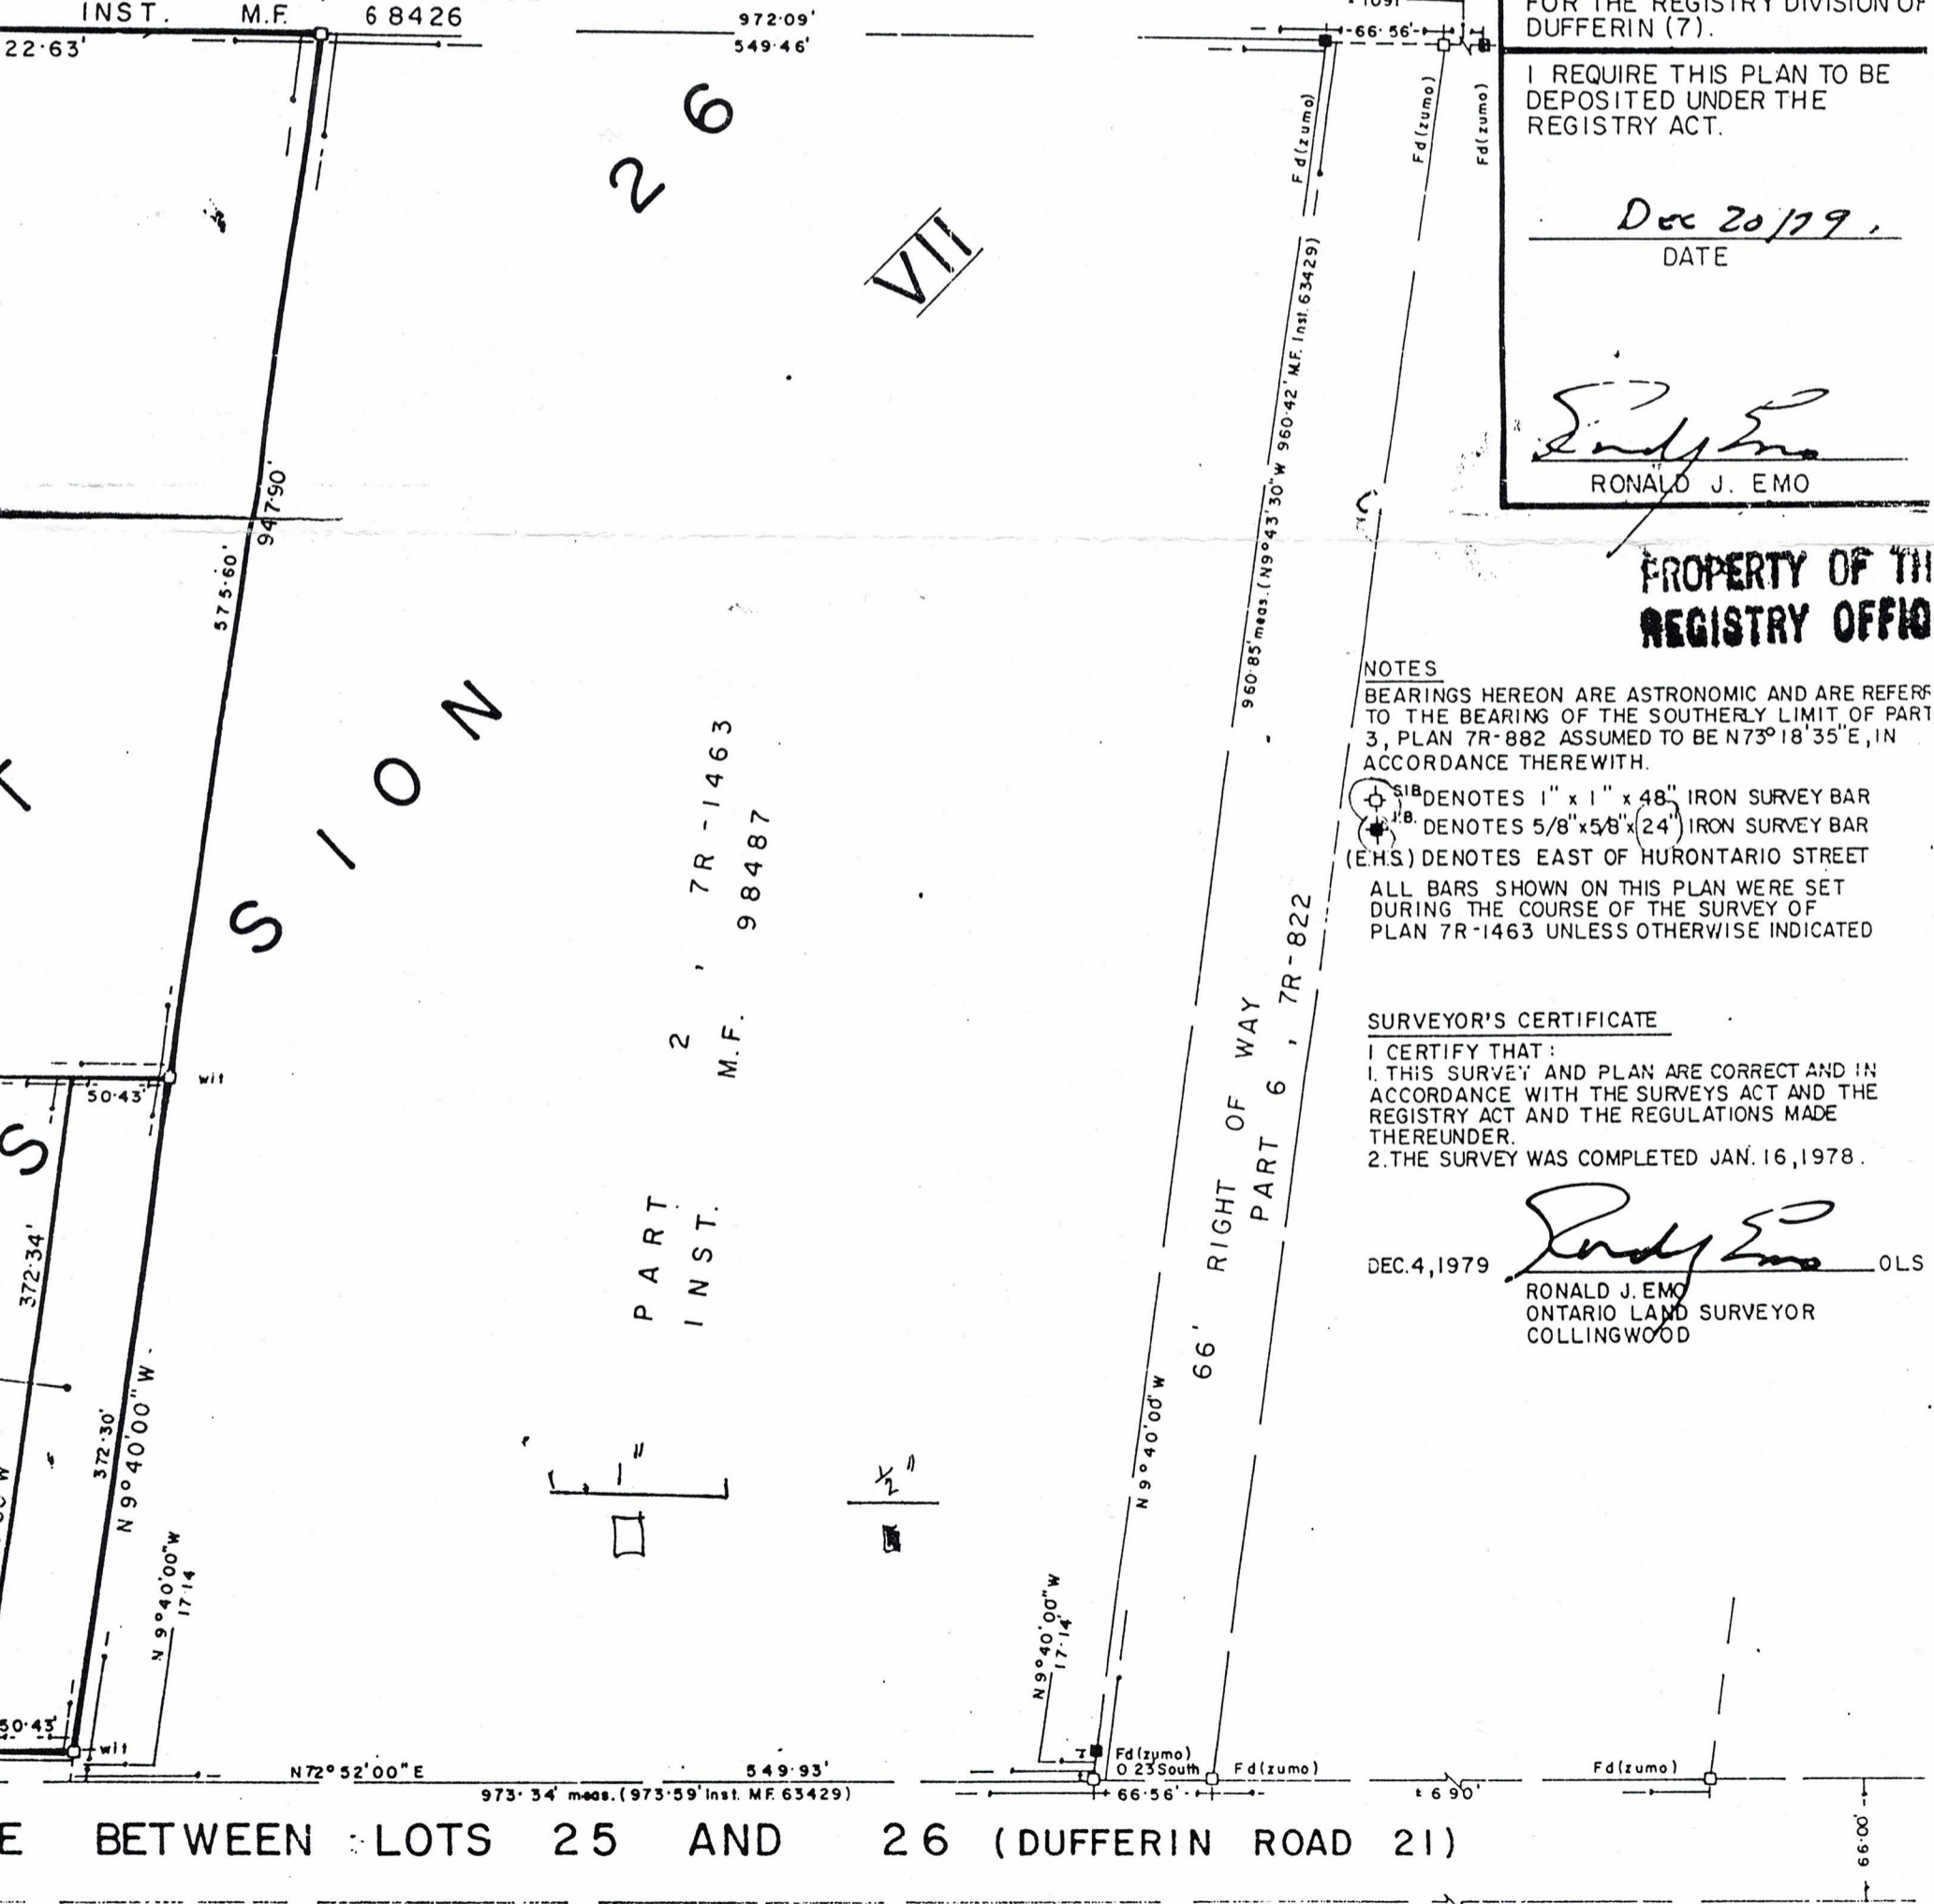 INST. M.F. 68426
22·63'
972·09'
549·46'
66·56'
FOR THE REGISTRY DIVISION OF
DUFFERIN (7).
I REQUIRE THIS PLAN TO BE
DEPOSITED UNDER THE
REGISTRY ACT.
Dec 20/79.
DATE
RONALD J. EMO
PROPERTY OF TH
REGISTRY OFFIC
Fd(zumo)
Fd(zumo)
Fd(zumo)
26
VII
960·85' meas. (N9°43'30"W 960·42' M.F. Inst. 63429)
947·90'
575·60'
S I O N
PART 2 , 7R-1463
INST. M.F. 98487
NOTES
BEARINGS HEREON ARE ASTRONOMIC AND ARE REFERR
TO THE BEARING OF THE SOUTHERLY LIMIT OF PART
3, PLAN 7R-882 ASSUMED TO BE N73°18'35"E, IN
ACCORDANCE THEREWITH.
SIB DENOTES 1" x 1" x 48" IRON SURVEY BAR
I.B. DENOTES 5/8"x5/8"x24" IRON SURVEY BAR
(E.H.S.) DENOTES EAST OF HURONTARIO STREET
ALL BARS SHOWN ON THIS PLAN WERE SET
DURING THE COURSE OF THE SURVEY OF
PLAN 7R-1463 UNLESS OTHERWISE INDICATED
SURVEYOR'S CERTIFICATE
I CERTIFY THAT :
1. THIS SURVEY AND PLAN ARE CORRECT AND IN
ACCORDANCE WITH THE SURVEYS ACT AND THE
REGISTRY ACT AND THE REGULATIONS MADE
THEREUNDER.
2. THE SURVEY WAS COMPLETED JAN. 16, 1978.
DEC. 4, 1979
OLS
RONALD J. EMO
ONTARIO LAND SURVEYOR
COLLINGWOOD
66' RIGHT OF WAY
PART 6 , 7R-822
wit
50·43'
S
372·34'
372·30'
N 9°40'00" W
N 9°40'00" W
17·14
1"
1/2"
N 9°40'00" W
N 9°40'00" W
17·14'
50·43'
wit
N72°52'00"E
549·93'
973·34' meas. (973·59' Inst. M.F. 63429)
Fd(zumo)
0 23 South
66·56'
Fd(zumo)
± 690'
Fd(zumo)
66·00'
E BETWEEN LOTS 25 AND 26 (DUFFERIN ROAD 21)